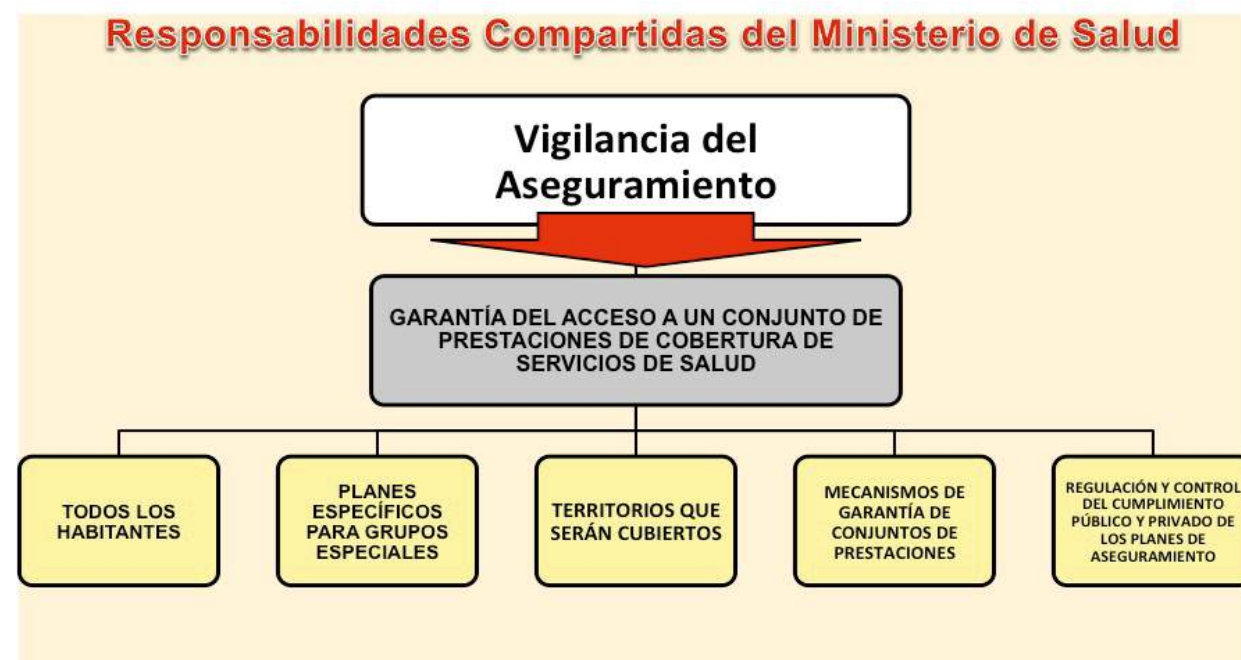 Responsabilidades Compartidas del Ministerio de Salud
Vigilancia del
Aseguramiento
GARANTÍA DEL ACCESO A UN CONJUNTO DE
PRESTACIONES DE COBERTURA DE
SERVICIOS DE SALUD
TODOS LOS
HABITANTES
PLANES
ESPECÍFICOS
PARA GRUPOS
ESPECIALES
TERRITORIOS QUE
SERÁN CUBIERTOS
MECANISMOS DE
GARANTÍA DE
CONJUNTOS DE
PRESTACIONES
REGULACIÓN Y CONTROL
DEL CUMPLIMIENTO
PÚBLICO Y PRIVADO DE
LOS PLANES DE
ASEGURAMIENTO